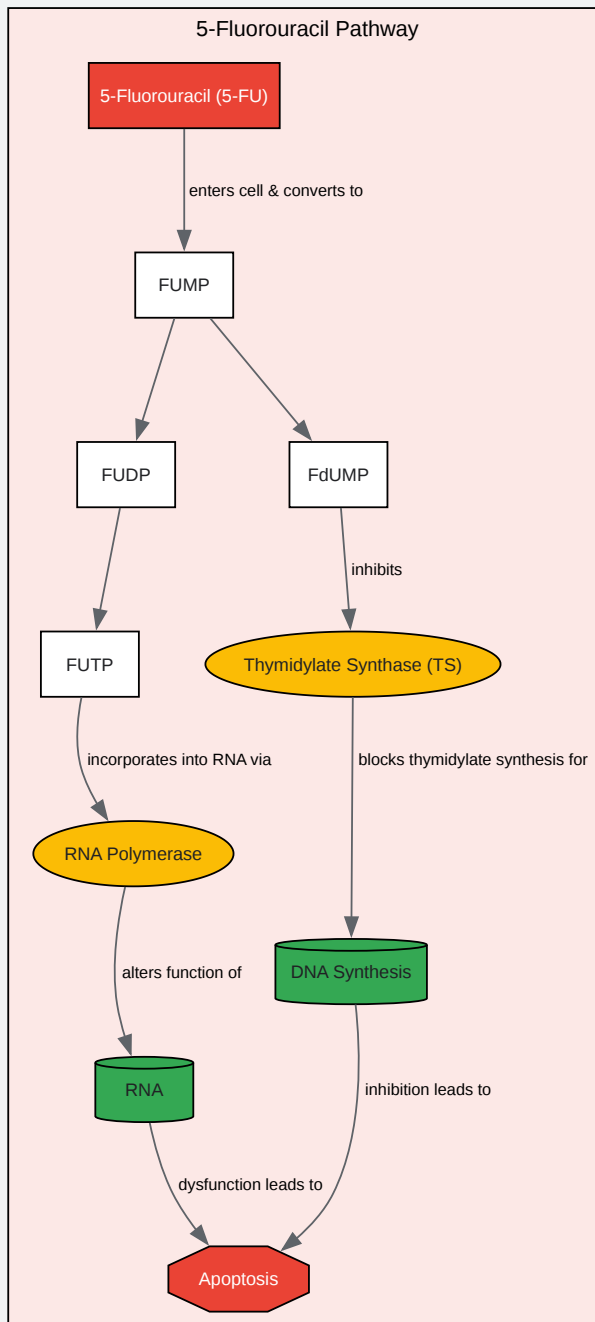 5-Fluorouracil Pathway
5-Fluorouracil (5-FU)
enters cell & converts to
FUMP
FUDP
FdUMP
inhibits
FUTP
Thymidylate Synthase (TS)
incorporates into RNA via
blocks thymidylate synthesis for
RNA Polymerase
alters function of
DNA Synthesis
RNA
inhibition leads to
dysfunction leads to
Apoptosis